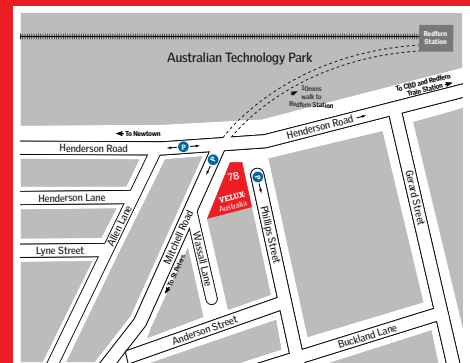 Redfern
Station
Australian Technology Park
10mins
walk to
Redfern Station
To CBD and Redfern
Train Station
To Newtown
Henderson Road
Henderson Road
P
P
P
78
VELUX
Australia
Henderson Lane
Allen Lane
Lyne Street
Mitchell Road
To St Peters
Wassall Lane
Phillips Street
Gerard Street
Anderson Street
Buckland Lane